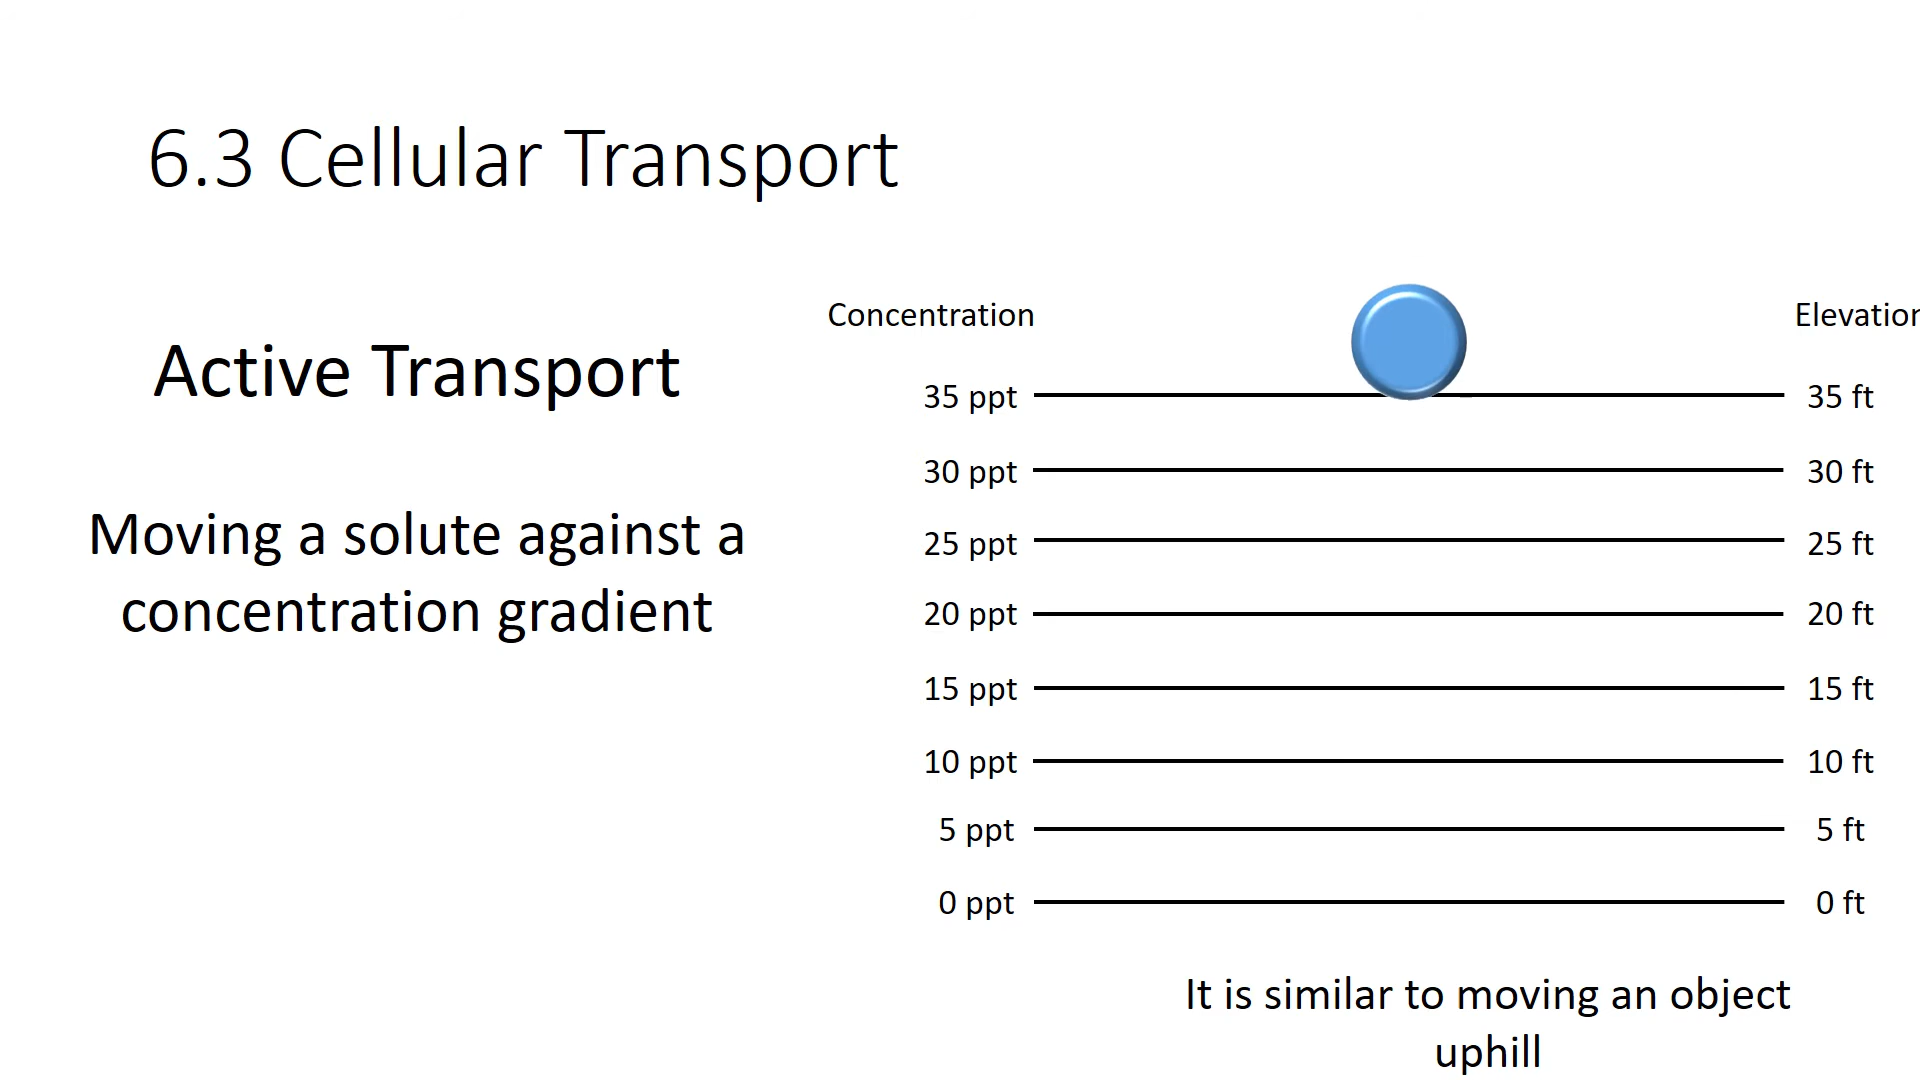 6.3 Cellular Transport
Active Transport
Moving a solute against a
concentration gradient
Concentration
Elevation
35 ppt 35 ft
30 ppt 30 ft
25 ppt 25 ft
20 ppt 20 ft
15 ppt 15 ft
10 ppt 10 ft
5 ppt 5 ft
0 ppt 0 ft
It is similar to moving an object
uphill